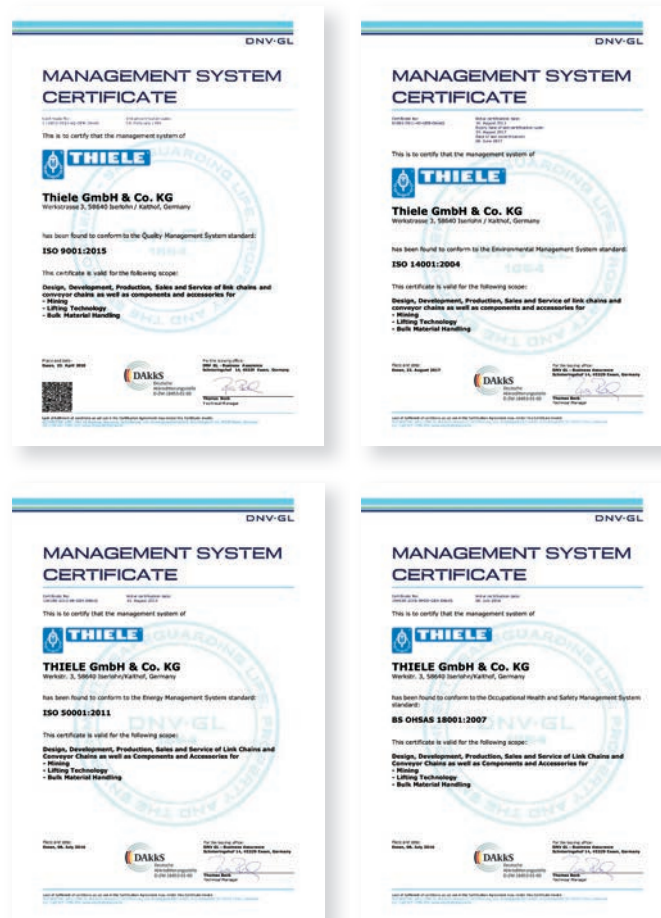 DNV·GL
MANAGEMENT SYSTEM
CERTIFICATE
This is to certify that the management system of
THIELE
Thiele GmbH & Co. KG
Werkstrasse 3, 58640 Iserlohn / Kalthof, Germany
has been found to conform to the Quality Management System standard:
ISO 9001:2015
This certificate is valid for the following scope:
Design, Development, Production, Sales and Service of link chains and
conveyor chains as well as components and accessories for
- Mining
- Lifting Technology
- Bulk Material Handling
DAkkS
DNV·GL
MANAGEMENT SYSTEM
CERTIFICATE
This is to certify that the management system of
THIELE
Thiele GmbH & Co. KG
Werkstrasse 3, 58640 Iserlohn / Kalthof, Germany
has been found to conform to the Environmental Management System standard:
ISO 14001:2004
This certificate is valid for the following scope:
Design, Development, Production, Sales and Service of link chains and
conveyor chains as well as components and accessories for
- Mining
- Lifting Technology
- Bulk Material Handling
Essen, 22. August 2017
DAkkS
DNV·GL
MANAGEMENT SYSTEM
CERTIFICATE
This is to certify that the management system of
THIELE
THIELE GmbH & Co. KG
Werkstr. 3, 58640 Iserlohn/Kalthof, Germany
has been found to conform to the Energy Management System standard:
ISO 50001:2011
This certificate is valid for the following scope:
Design, Development, Production, Sales and Service of Link Chains and
Conveyor Chains as well as Components and Accessories for
- Mining
- Lifting Technology
- Bulk Material Handling
Essen, 08. July 2016
DAkkS
DNV·GL
MANAGEMENT SYSTEM
CERTIFICATE
This is to certify that the management system of
THIELE
THIELE GmbH & Co. KG
Werkstr. 3, 58640 Iserlohn/Kalthof, Germany
has been found to conform to the Occupational Health and Safety Management System
standard:
BS OHSAS 18001:2007
This certificate is valid for the following scope:
Design, Development, Production, Sales and Service of Link Chains and
Conveyor Chains as well as Components and Accessories for
- Mining
- Lifting Technology
- Bulk Material Handling
Essen, 08. July 2016
DAkkS